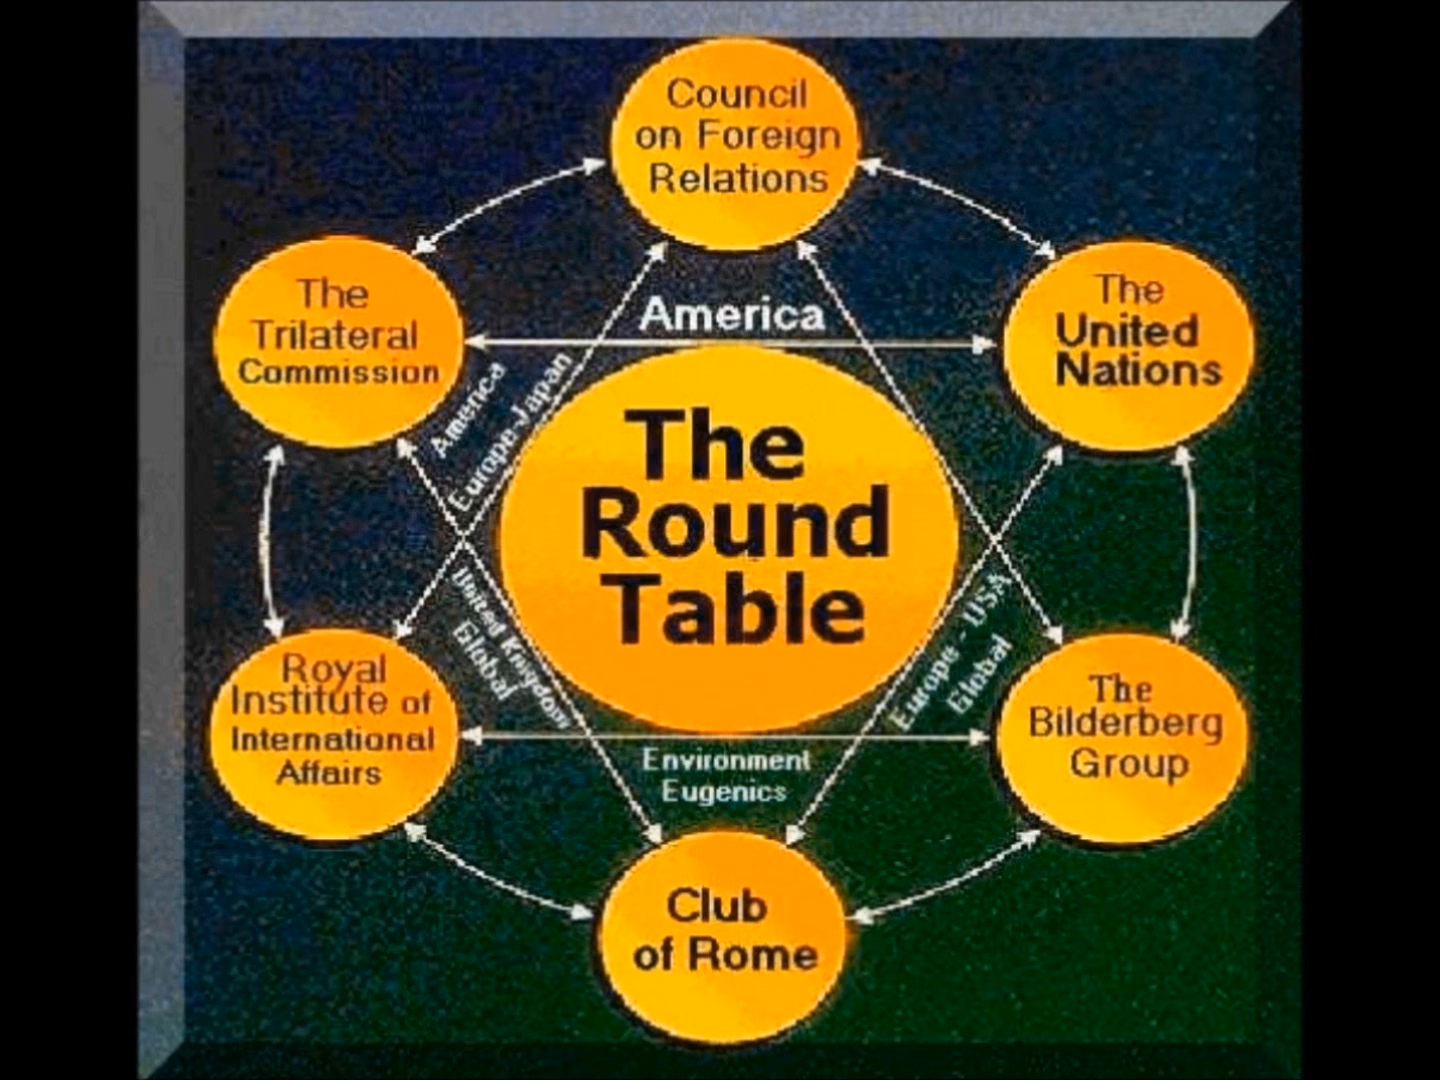 Council
on Foreign
Relations
The
Trilateral
Commission
The
United
Nations
America
America
Europe-Japan
The
Round
Table
United Kingdom
Global
Europe - USA
Global
Royal
Institute of
International
Affairs
The
Bilderberg
Group
Environment
Eugenics
Club
of Rome